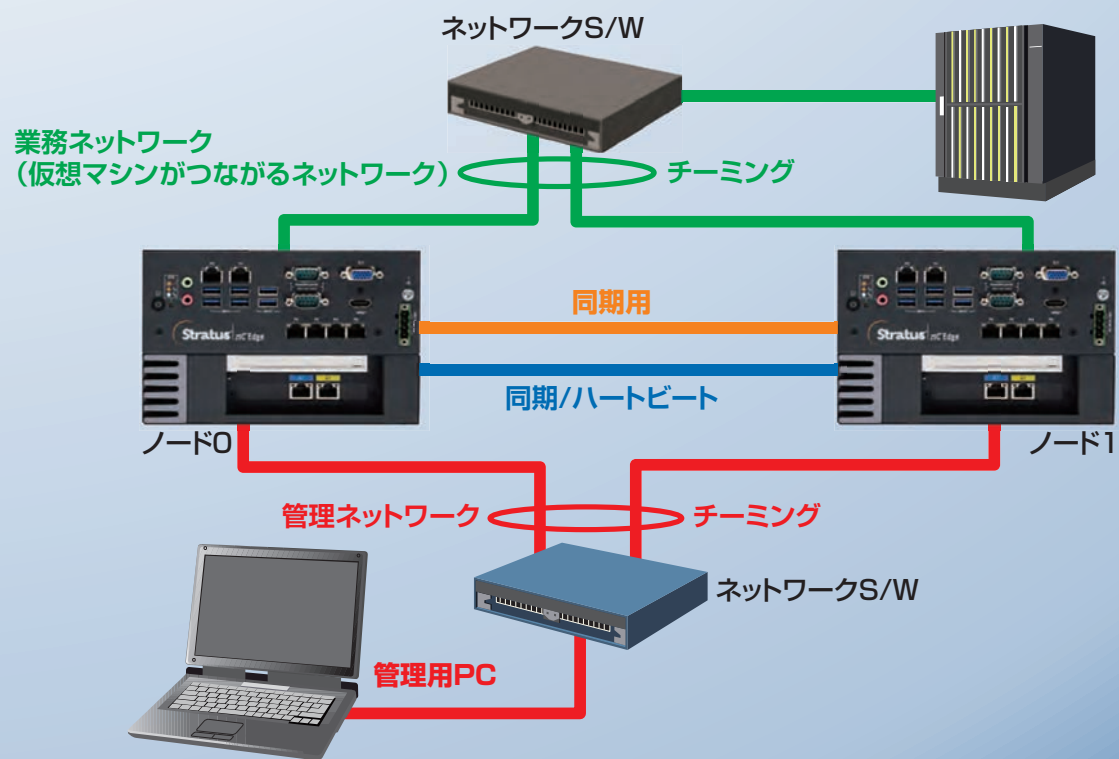 ネットワークS/W
業務ネットワーク
（仮想マシンがつながるネットワーク）
チーミング
同期用
Stratus ztC Edge
Stratus ztC Edge
同期/ハートビート
ノード0
ノード1
管理ネットワーク
チーミング
ネットワークS/W
管理用PC